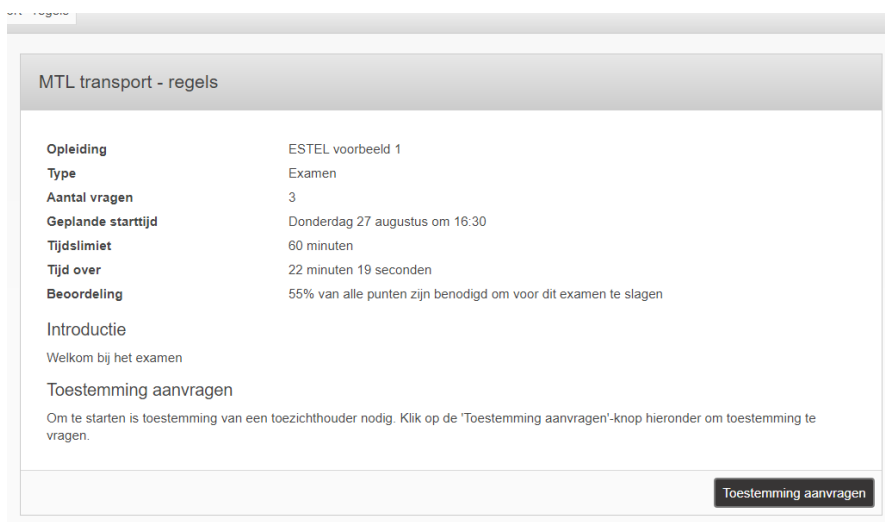 regels
MTL transport - regels
Opleiding ESTEL voorbeeld 1
Type Examen
Aantal vragen 3
Geplande starttijd Donderdag 27 augustus om 16:30
Tijdslimiet 60 minuten
Tijd over 22 minuten 19 seconden
Beoordeling 55% van alle punten zijn benodigd om voor dit examen te slagen
Introductie
Welkom bij het examen
Toestemming aanvragen
Om te starten is toestemming van een toezichthouder nodig. Klik op de 'Toestemming aanvragen'-knop hieronder om toestemming te
vragen.
Toestemming aanvragen